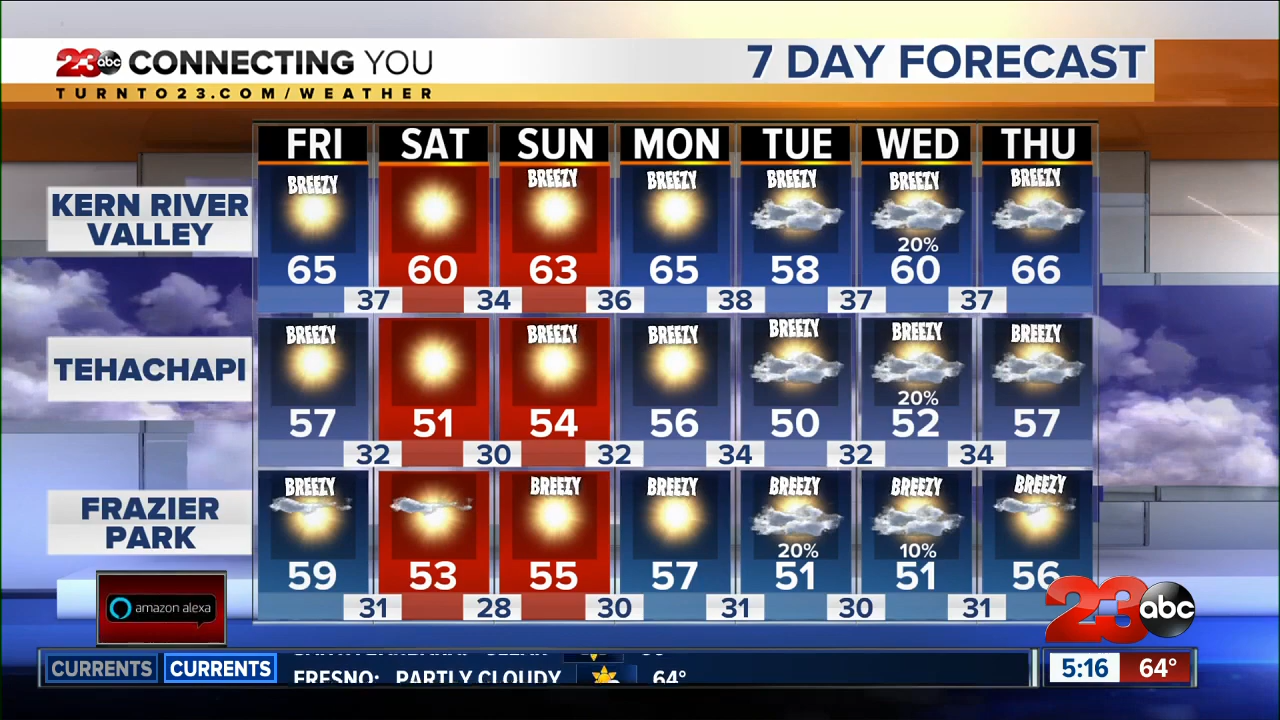 23 abc CONNECTING YOU
TURNTO23.COM/WEATHER
7 DAY FORECAST
FRI SAT SUN MON TUE WED THU
KERN RIVER
VALLEY
BREEZY BREEZY BREEZY BREEZY BREEZY BREEZY
20%
65 60 63 65 58 60 66
37 34 36 38 37 37
TEHACHAPI
BREEZY BREEZY BREEZY BREEZY BREEZY BREEZY
20%
57 51 54 56 50 52 57
32 30 32 34 32 34
FRAZIER
PARK
BREEZY BREEZY BREEZY BREEZY BREEZY BREEZY
20% 10%
59 53 55 57 51 51 56
31 28 30 31 30 31
amazon alexa
23 abc
CURRENTS CURRENTS
FRESNO: PARTLY CLOUDY 64°
5:16 64°